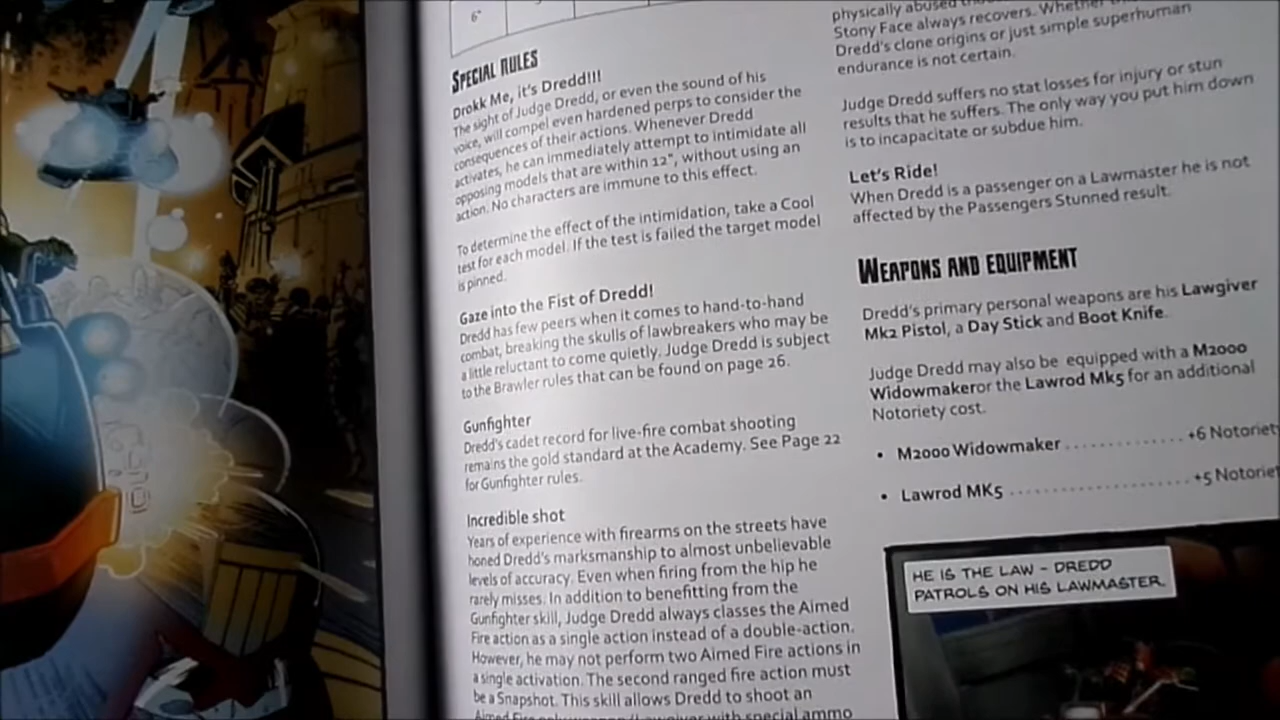 6"
SPECIAL RULES
Drokk Me, it's Dredd!!!
The sight of Judge Dredd, or even the sound of his
voice, will compel even hardened perps to consider the
consequences of their actions. Whenever Dredd
activates, he can immediately attempt to intimidate all
opposing models that are within 12", without using an
action. No characters are immune to this effect.
To determine the effect of the intimidation, take a Cool
test for each model. If the test is failed the target model
is pinned.
Gaze into the Fist of Dredd!
Dredd has few peers when it comes to hand-to-hand
combat, breaking the skulls of lawbreakers who may be
a little reluctant to come quietly. Judge Dredd is subject
to the Brawler rules that can be found on page 26.
Gunfighter
Dredd's cadet record for live-fire combat shooting
remains the gold standard at the Academy. See Page 22
for Gunfighter rules.
Incredible shot
Years of experience with firearms on the streets have
honed Dredd's marksmanship to almost unbelievable
levels of accuracy. Even when firing from the hip he
rarely misses. In addition to benefitting from the
Gunfighter skill, Judge Dredd always classes the Aimed
Fire action as a single action instead of a double-action.
However, he may not perform two Aimed Fire actions in
a single activation. The second ranged fire action must
be a Snapshot. This skill allows Dredd to shoot an
Aimed Fire with special ammo
physically abused
Stony Face always recovers. Whether
Dredd's clone origins or just simple superhuman
endurance is not certain.
Judge Dredd suffers no stat losses for injury or stun
results that he suffers. The only way you put him down
is to incapacitate or subdue him.
Let's Ride!
When Dredd is a passenger on a Lawmaster he is not
affected by the Passengers Stunned result.
WEAPONS AND EQUIPMENT
Dredd's primary personal weapons are his Lawgiver
Mk2 Pistol, a Day Stick and Boot Knife.
Judge Dredd may also be equipped with a M2000
Widowmakeror the Lawrod Mk5 for an additional
Notoriety cost.
• M2000 Widowmaker ............... +6 Notoriety
• Lawrod MK5 ...................... +5 Notoriet
HE IS THE LAW - DREDD
PATROLS ON HIS LAWMASTER.